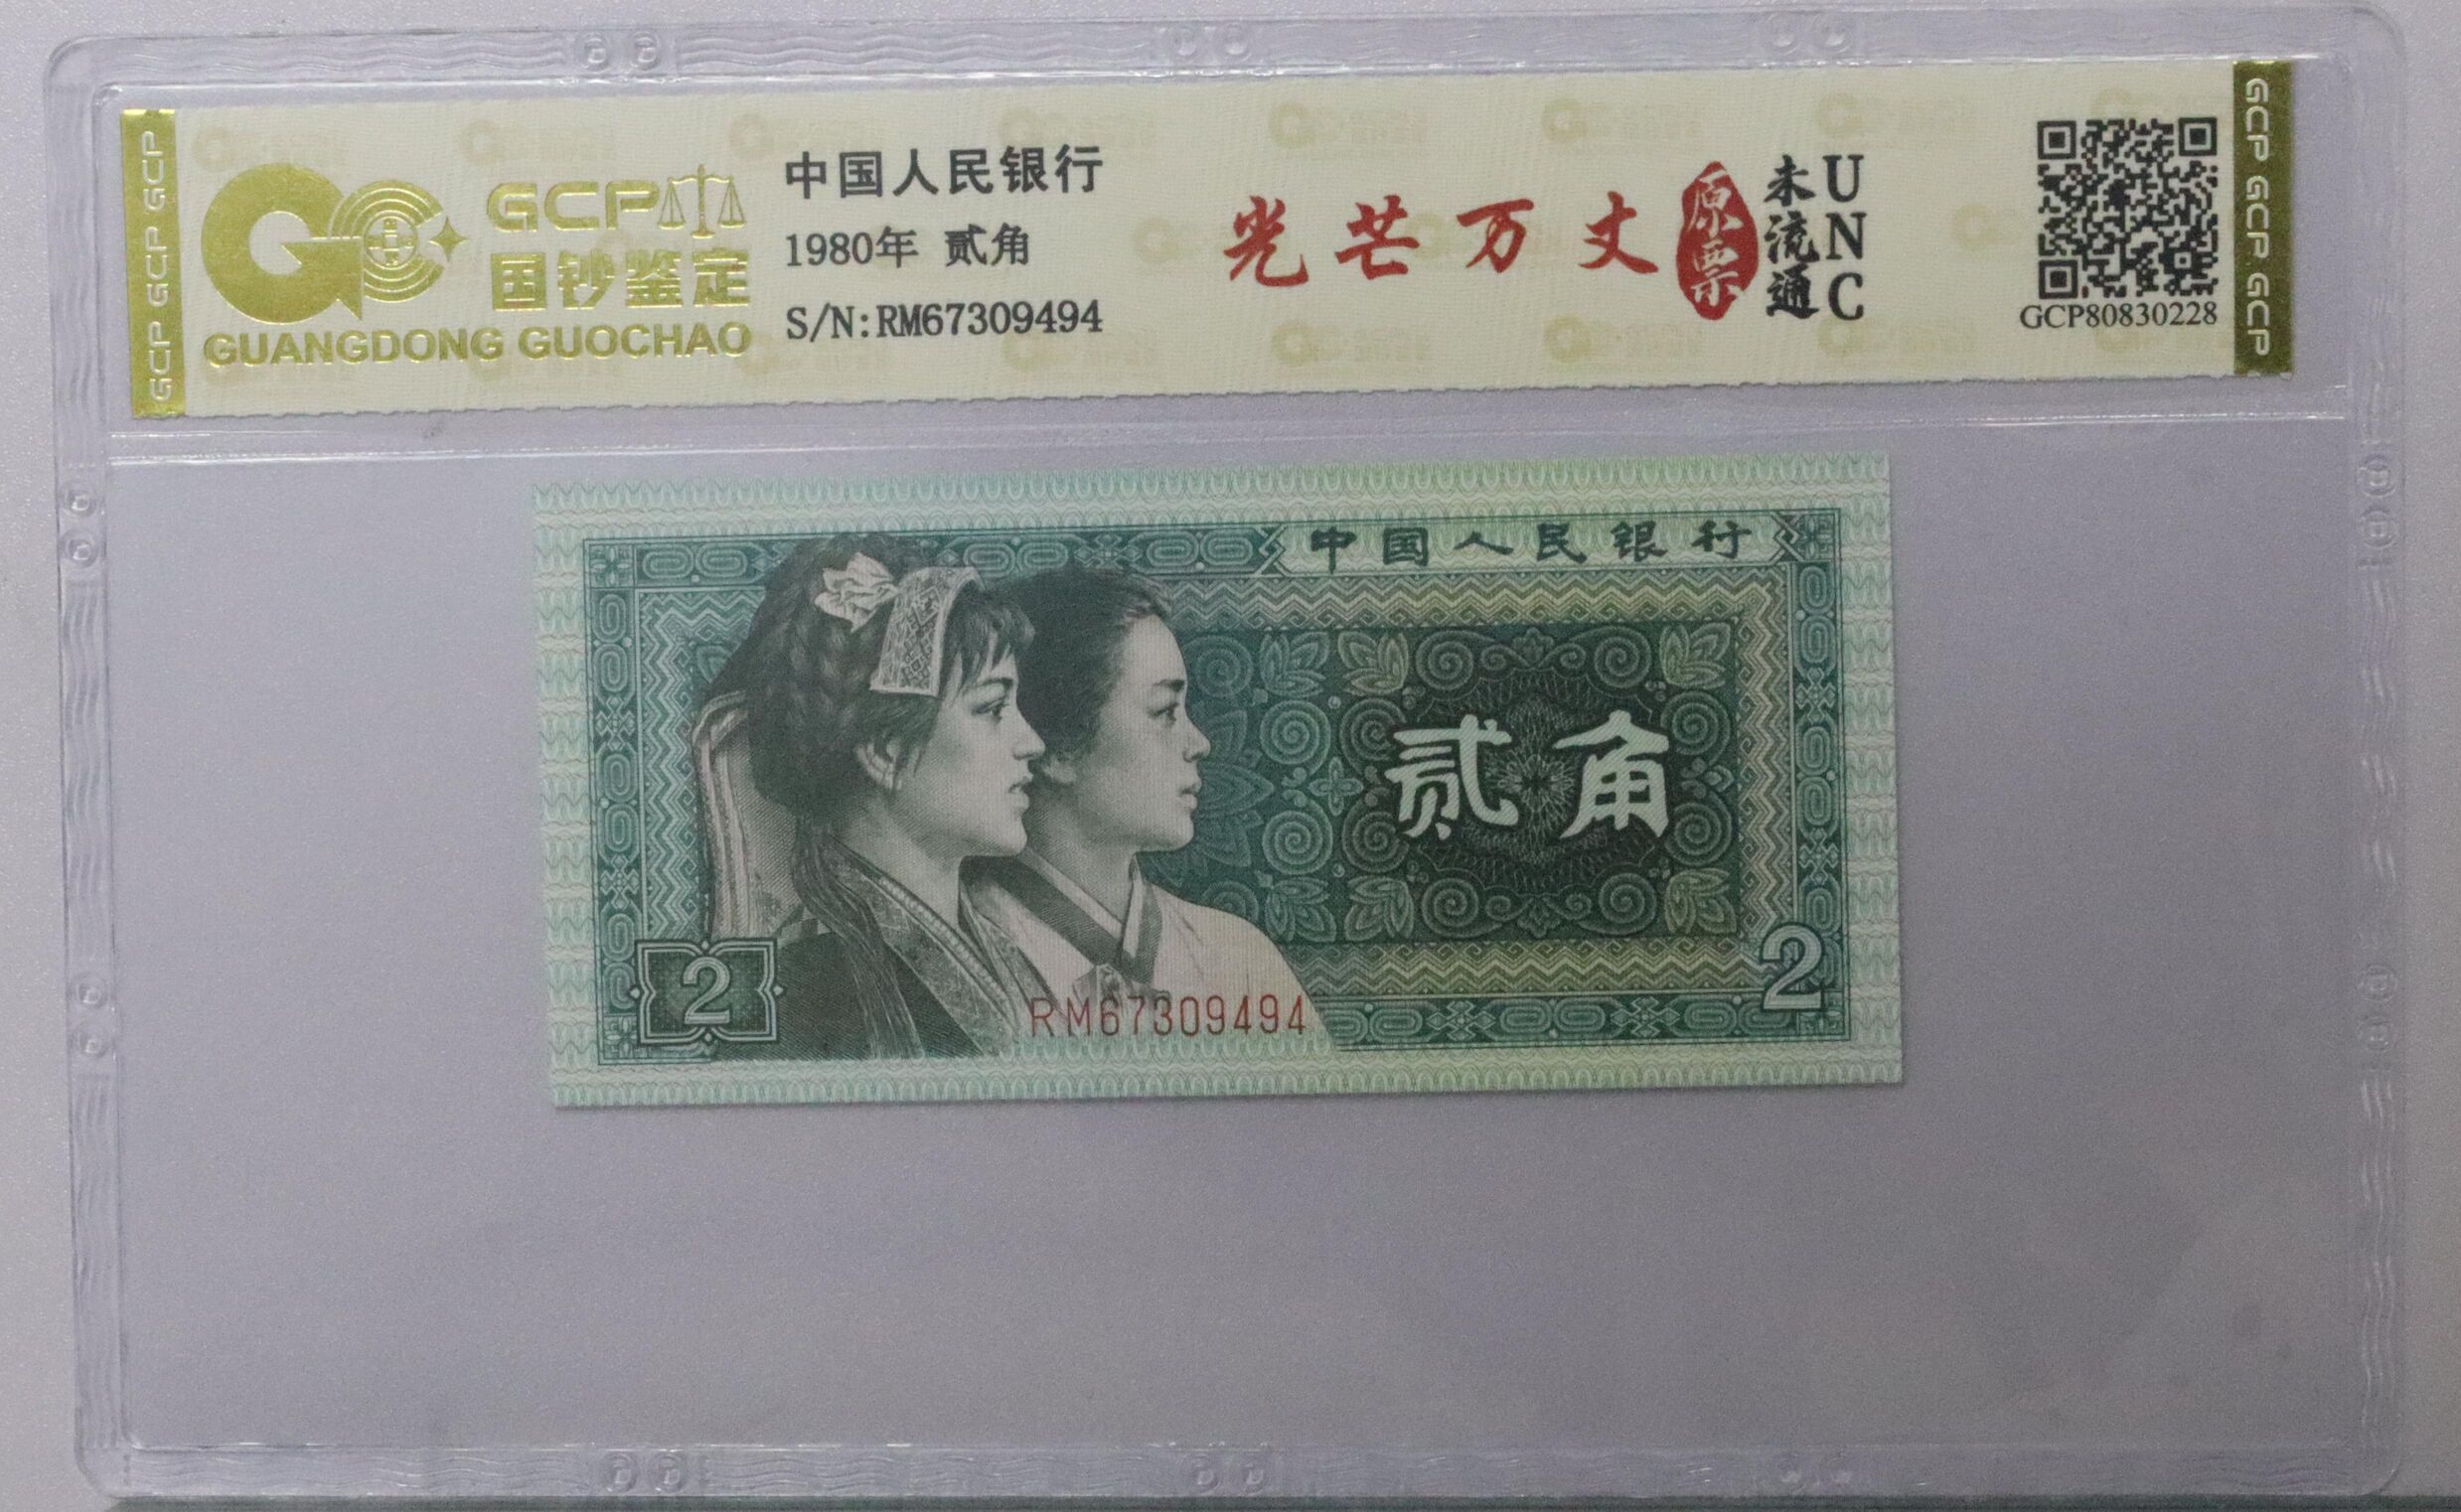 GCP GCP GCP
GCP
国钞鉴定
GUANGDONG GUOCHAO
中国人民银行
1980年 贰角
S/N:RM67309494
光芒万丈
原票
未流通
UNC
GCP80830228
GCP GCP GCP
中国人民银行
贰角
2
RM67309494
2